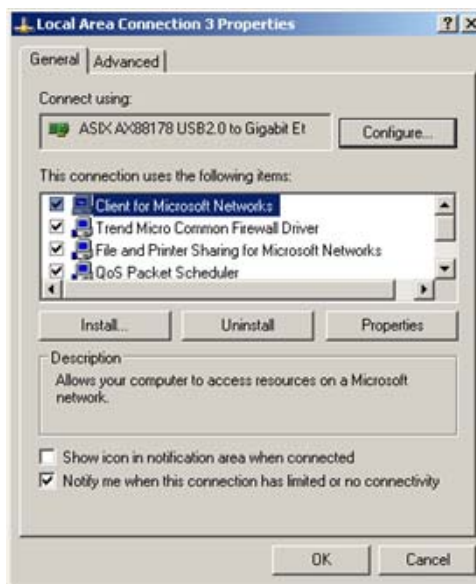 Local Area Connection 3 Properties
General
Advanced
Connect using:
ASIX AX88178 USB2.0 to Gigabit Et
Configure...
This connection uses the following items:
Client for Microsoft Networks
Trend Micro Common Firewall Driver
File and Printer Sharing for Microsoft Networks
QoS Packet Scheduler
Install...
Uninstall
Properties
Description
Allows your computer to access resources on a Microsoft
network.
Show icon in notification area when connected
Notify me when this connection has limited or no connectivity
OK
Cancel